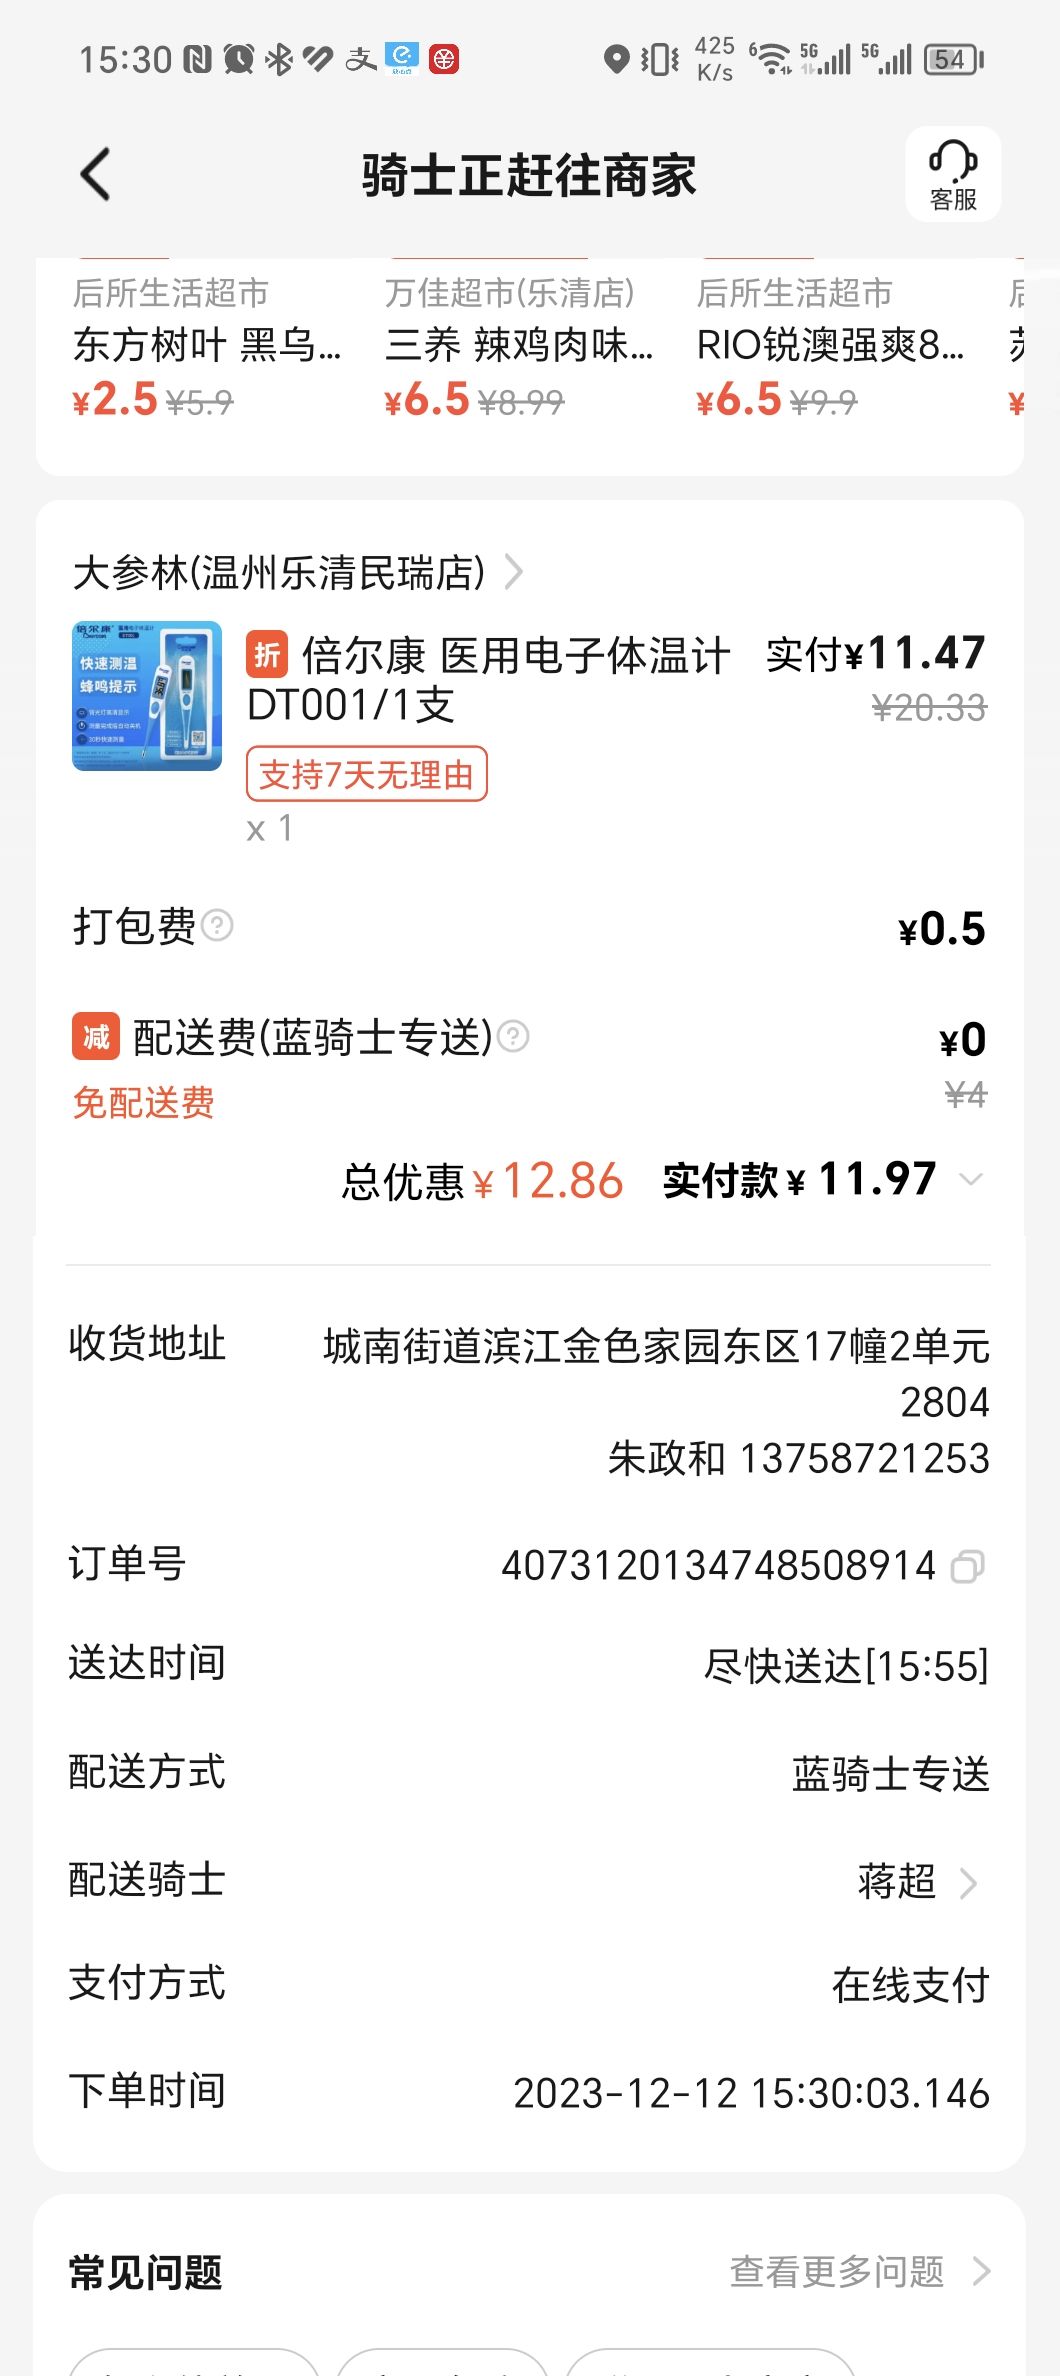 15:30
425
K/s
6
5G
5G
54
骑士正赶往商家
客服
后所生活超市
东方树叶 黑乌...
¥2.5 ¥5.9
万佳超市(乐清店)
三养 辣鸡肉味...
¥6.5 ¥8.99
后所生活超市
RIO锐澳强爽8...
¥6.5 ¥9.9
¥
大参林(温州乐清民瑞店)
倍尔康
快速测温
蜂鸣提示
折 倍尔康 医用电子体温计
DT001/1支
实付¥11.47
¥20.33
支持7天无理由
x 1
打包费 ¥0.5
减 配送费(蓝骑士专送) ¥0
免配送费 ¥4
总优惠 ¥12.86 实付款 ¥ 11.97
收货地址 城南街道滨江金色家园东区17幢2单元
2804
朱政和 13758721253
订单号 4073120134748508914
送达时间 尽快送达[15:55]
配送方式 蓝骑士专送
配送骑士 蒋超
支付方式 在线支付
下单时间 2023-12-12 15:30:03.146
常见问题 查看更多问题